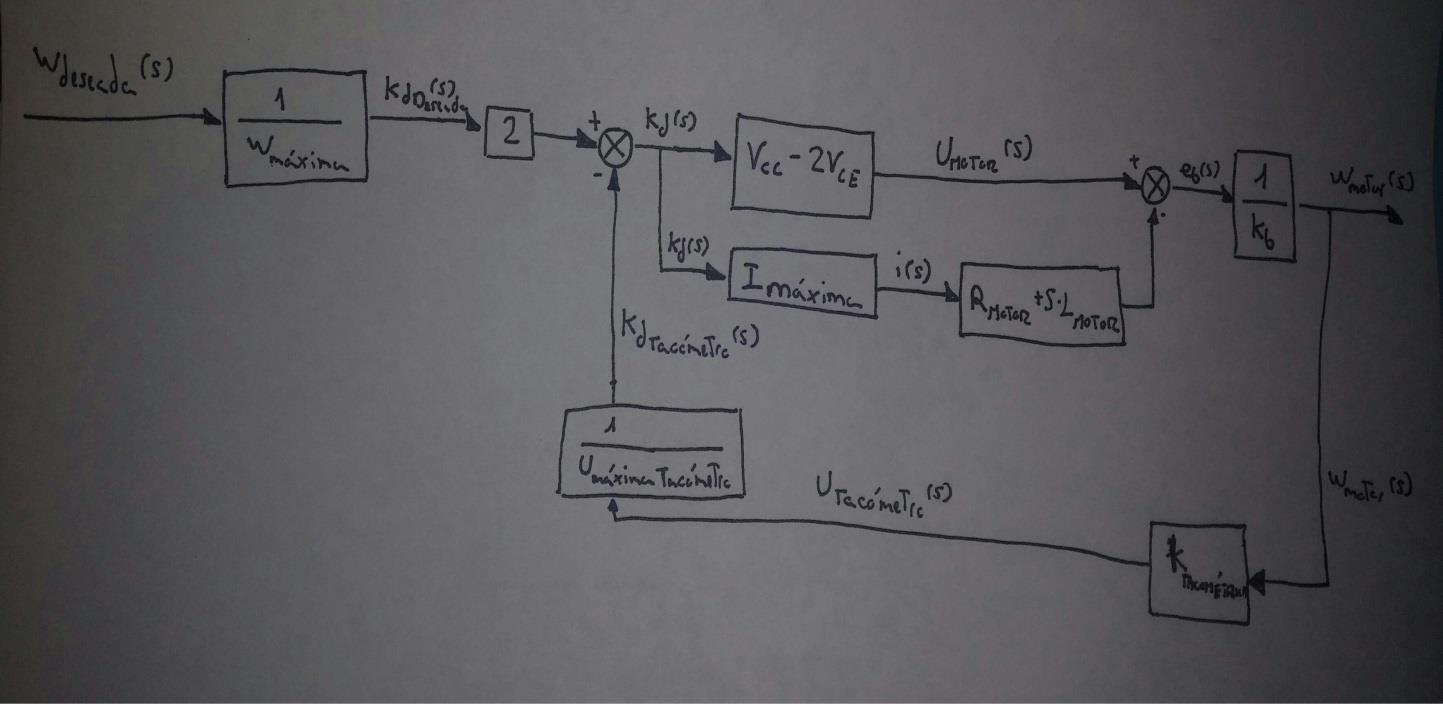 Wdeseada(s)
1
Wmáxima
kdDeseada(s)
2
+
-
kd(s)
Vcc - 2VCE
UMOTOR(s)
+
-
eb(s)
1
kb
wmotor(s)
kd(s)
Imáxima
i(s)
RMOTOR + S·LMOTOR
kdTacómetro(s)
1
Umáxima Tacómetro
UTacómetro(s)
wmotor(s)
kTACOMÉTRICA